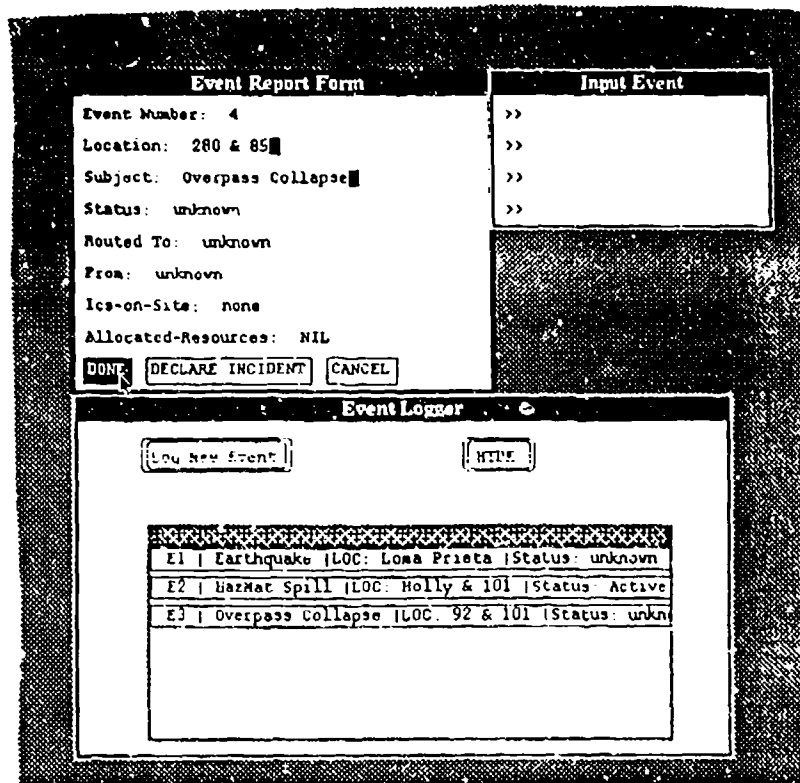 Event Report Form
Event Number: 4
Location: 280 & 85
Subject: Overpass Collapse
Status: unknown
Routed To: unknown
From: unknown
Ics-on-Site: none
Allocated-Resources: NIL
DONE DECLARE INCIDENT CANCEL
Input Event
>>
>>
>>
>>
Event Logger
Log New Event HIDE
E1 | Earthquake |LOC: Loma Prieta |Status: unknown
E2 | HazMat Spill |LOC: Holly & 101 |Status: Active
E3 | Overpass Collapse |LOC: 92 & 101 |Status: unkn